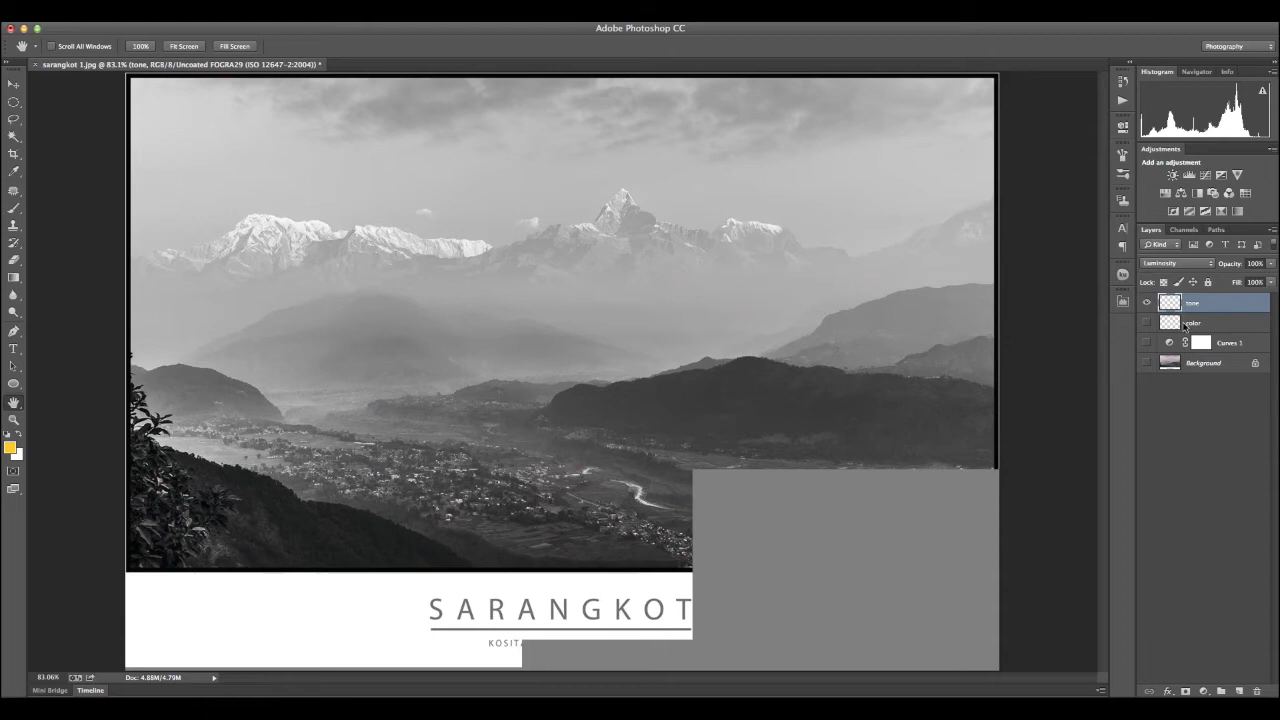 Adobe Photoshop CC
Scroll All Windows 100% Fit Screen Fill Screen Photography
× sarangkot 1.jpg @ 83.1% (tone, RGB/8/Uncoated FOGRA29 (ISO 12647-2:2004)) *
Histogram Navigator Info
Adjustments
Add an adjustment
Layers Channels Paths
Kind
Luminosity Opacity: 100%
Lock: Fill: 100%
tone
color
Curves 1
Background
SARANGKOT
KOSITA
83.06% Doc: 4.88M/4.79M
Mini Bridge Timeline